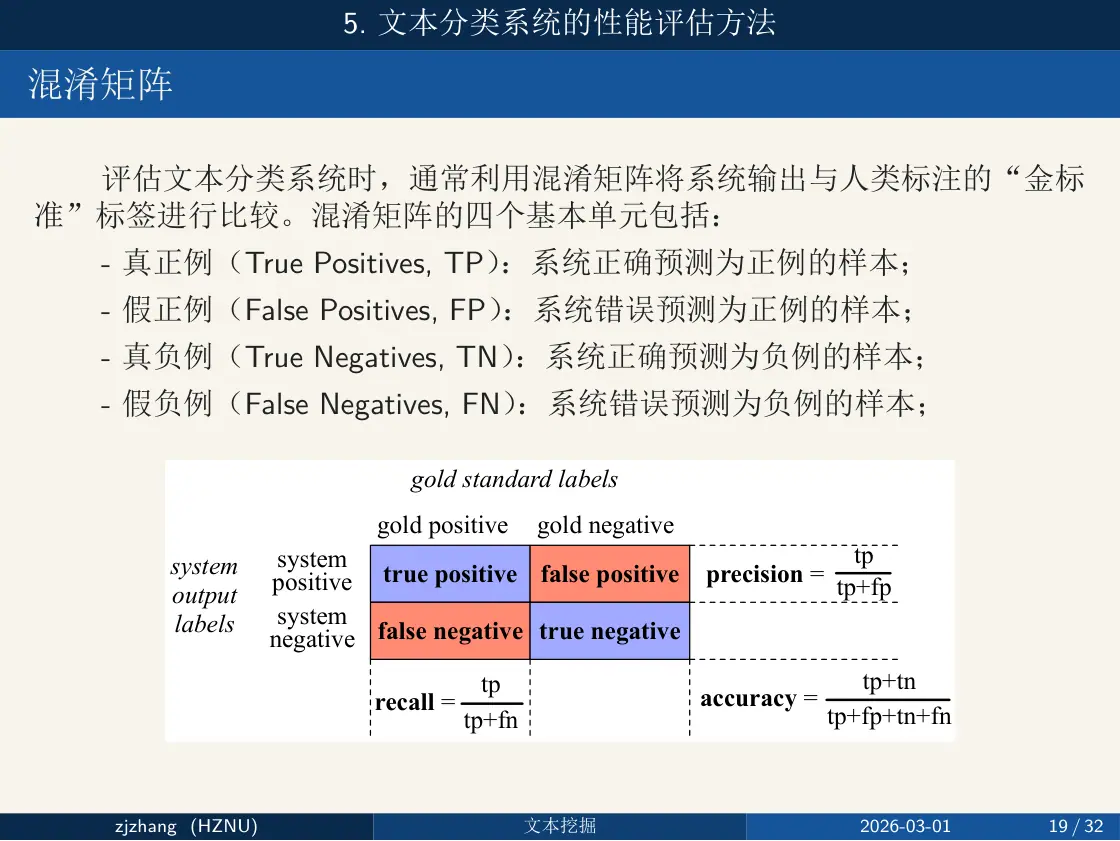 5. 文本分类系统的性能评估方法
混淆矩阵
评估文本分类系统时，通常利用混淆矩阵将系统输出与人类标注的“金标
准”标签进行比较。混淆矩阵的四个基本单元包括：
- 真正例（True Positives, TP）：系统正确预测为正例的样本；
- 假正例（False Positives, FP）：系统错误预测为正例的样本；
- 真负例（True Negatives, TN）：系统正确预测为负例的样本；
- 假负例（False Negatives, FN）：系统错误预测为负例的样本；
gold standard labels
gold positive gold negative
system
output
labels
system
positive
true positive false positive
precision = tp / tp+fp
system
negative
false negative true negative
recall = tp / tp+fn
accuracy = tp+tn / tp+fp+tn+fn
zjzhang (HZNU) 文本挖掘 2026-03-01 19 / 32